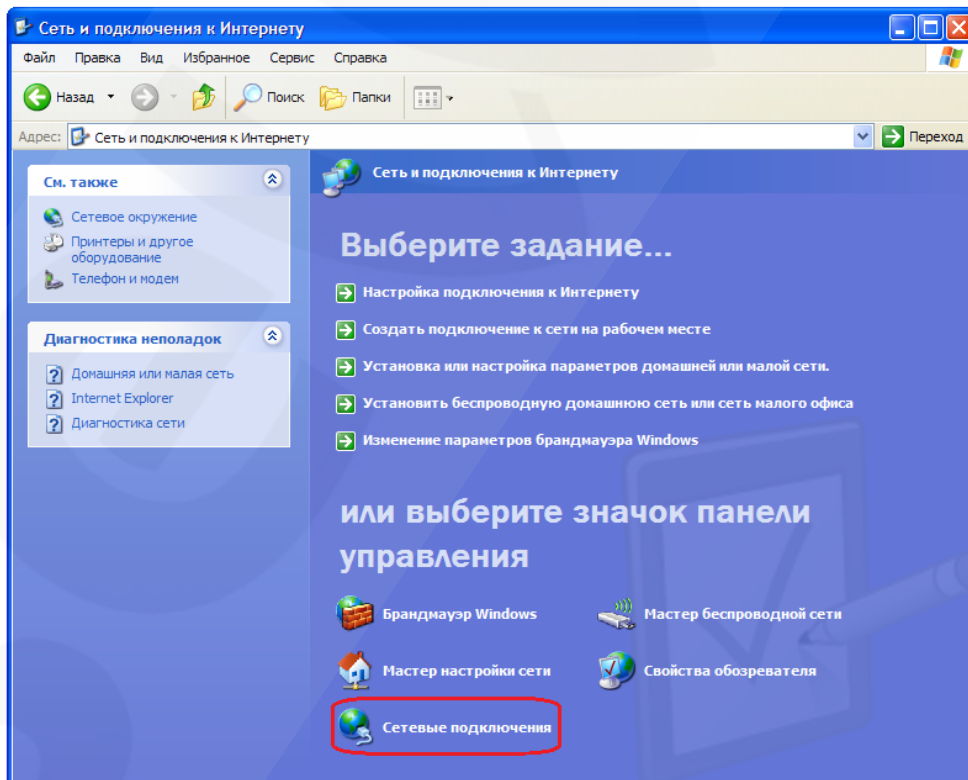 Сеть и подключения к Интернету
Файл Правка Вид Избранное Сервис Справка
Назад Поиск Папки
Адрес: Сеть и подключения к Интернету Переход
См. также
Сетевое окружение
Принтеры и другое
оборудование
Телефон и модем
Диагностика неполадок
Домашняя или малая сеть
Internet Explorer
Диагностика сети
Сеть и подключения к Интернету
Выберите задание...
Настройка подключения к Интернету
Создать подключение к сети на рабочем месте
Установка или настройка параметров домашней или малой сети.
Установить беспроводную домашнюю сеть или сеть малого офиса
Изменение параметров брандмауэра Windows
или выберите значок панели
управления
Брандмауэр Windows Мастер беспроводной сети
Мастер настройки сети Свойства обозревателя
Сетевые подключения